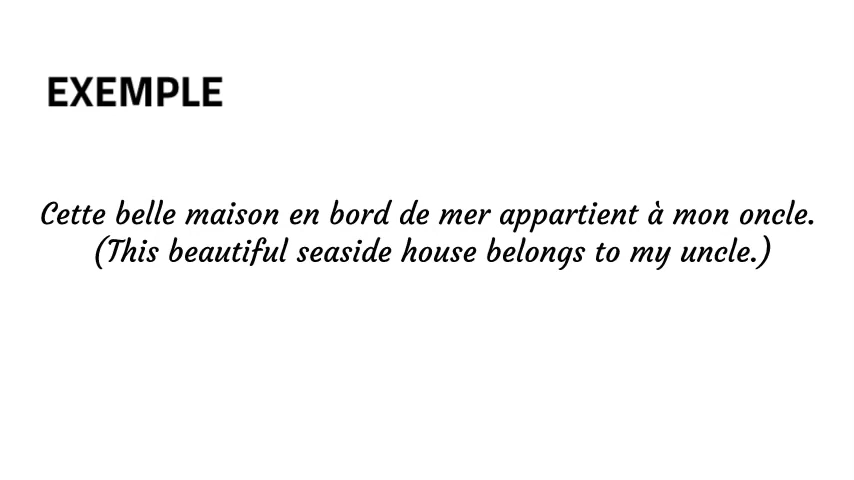 EXEMPLE
Cette belle maison en bord de mer appartient à mon oncle.
(This beautiful seaside house belongs to my uncle.)